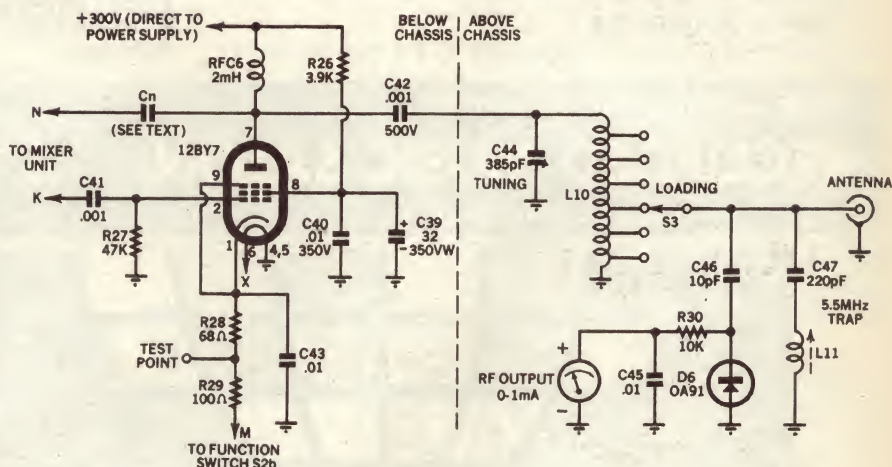 +300V (DIRECT TO
POWER SUPPLY)
BELOW
CHASSIS
ABOVE
CHASSIS
RFC6
2mH
R26
3.9K
N
Cn
(SEE TEXT)
C42
.001
500V
7
12BY7
TO MIXER
UNIT
9
8
2
K
C41
.001
R27
47K
1
6
4,5
X
C40
.01
350V
+
C39
32
-350VW
R28
68Ω
TEST
POINT
C43
.01
R29
100Ω
M
TO FUNCTION
SWITCH S2b
C44
385pF
TUNING
L10
LOADING
S3
ANTENNA
C46
10pF
C47
220pF
5.5MHz
TRAP
R30
10K
L11
+
RF OUTPUT
0-1mA
-
C45
.01
D6
OA91